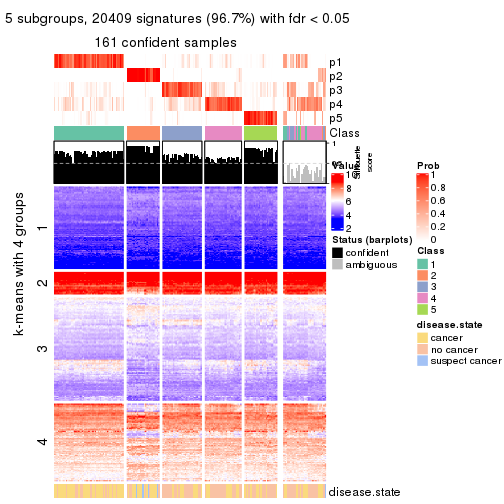 5 subgroups, 20409 signatures (96.7%) with fdr < 0.05
161 confident samples
p1
p2
p3
p4
p5
Class
1
0
Silhouette
score
k-means with 4 groups
1
2
3
4
disease.state
Value
10
8
6
4
2
Status (barplots)
confident
ambiguous
Prob
1
0.8
0.6
0.4
0.2
0
Class
1
2
3
4
5
disease.state
cancer
no cancer
suspect cancer